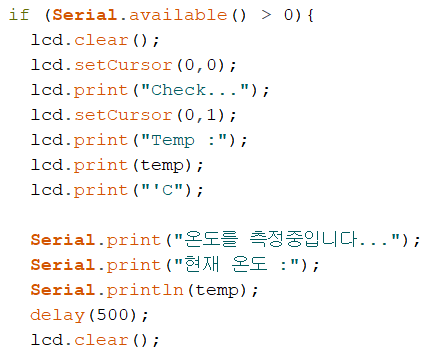 if (Serial.available() > 0){
lcd.clear();
lcd.setCursor(0,0);
lcd.print("Check...");
lcd.setCursor(0,1);
lcd.print("Temp :");
lcd.print(temp);
lcd.print("'C");
Serial.print("온도를 측정중입니다...");
Serial.print("현재 온도 :");
Serial.println(temp);
delay(500);
lcd.clear();